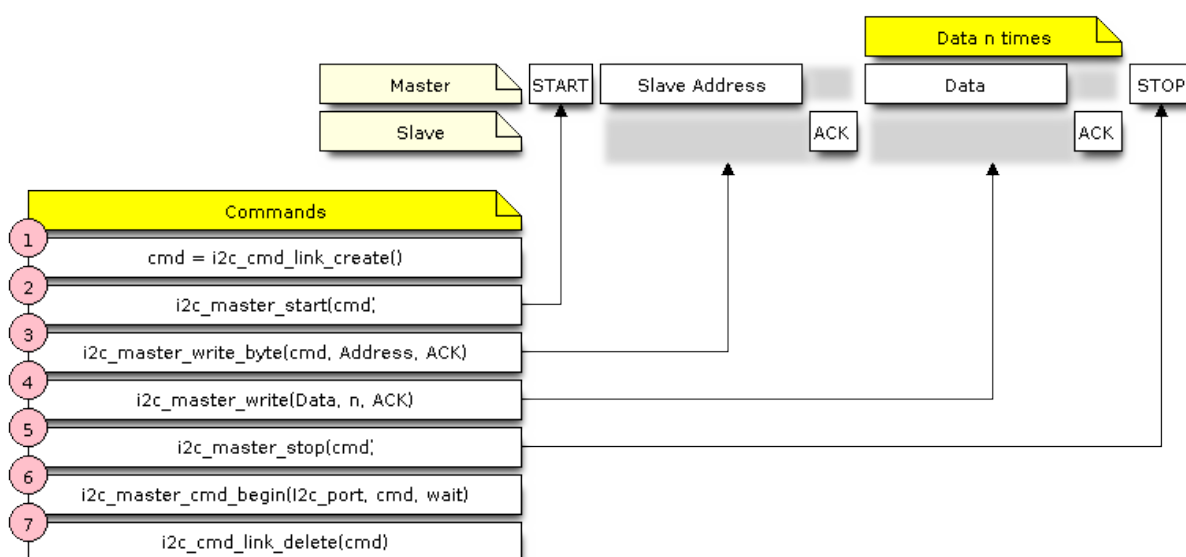 Data n times
Master START Slave Address Data STOP
Slave ACK ACK
Commands
1
cmd = i2c_cmd_link_create()
2
i2c_master_start(cmd;
3
i2c_master_write_byte(cmd, Address, ACK)
4
i2c_master_write(Data, n, ACK)
5
i2c_master_stop(cmd;
6
i2c_master_cmd_begin(I2c_port, cmd, wait)
7
i2c_cmd_link_delete(cmd)